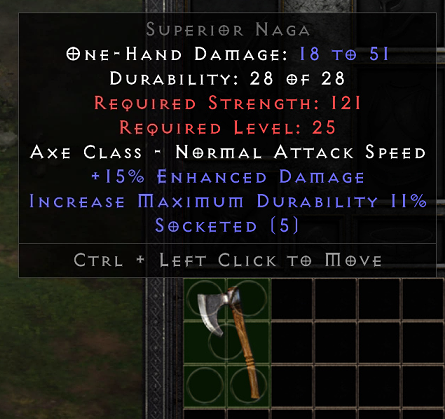 Superior Naga
One-Hand Damage: 18 to 51
Durability: 28 of 28
Required Strength: 121
Required Level: 25
Axe Class - Normal Attack Speed
+15% Enhanced Damage
Increase Maximum Durability 11%
Socketed (5)
Ctrl + Left Click to Move